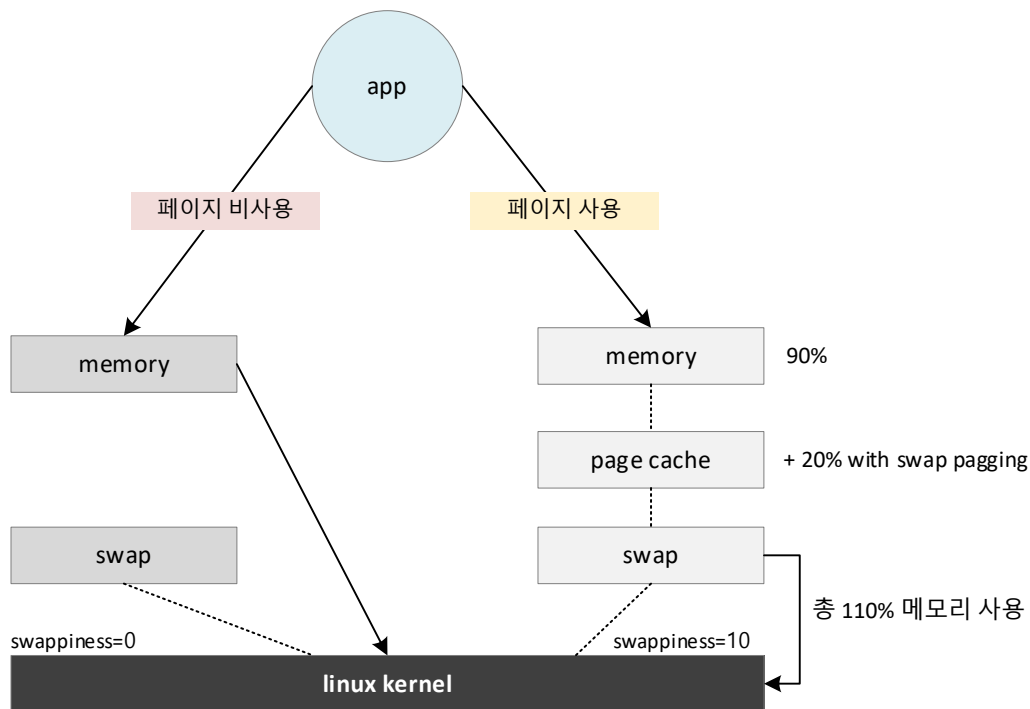 app
페이지 비사용
페이지 사용
memory
memory
90%
page cache
+ 20% with swap pagging
swap
swap
총 110% 메모리 사용
swappiness=0
swappiness=10
linux kernel